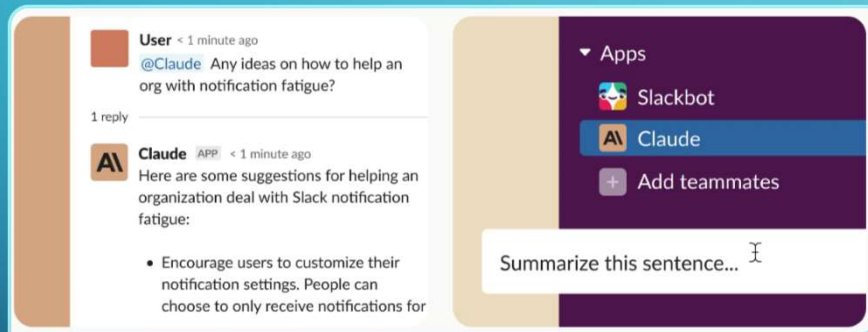 User < 1 minute ago
@Claude Any ideas on how to help an
org with notification fatigue?
1 reply
A\
Claude APP < 1 minute ago
Here are some suggestions for helping an
organization deal with Slack notification
fatigue:
• Encourage users to customize their
notification settings. People can
choose to only receive notifications for
Apps
Slackbot
A\ Claude
+ Add teammates
Summarize this sentence...